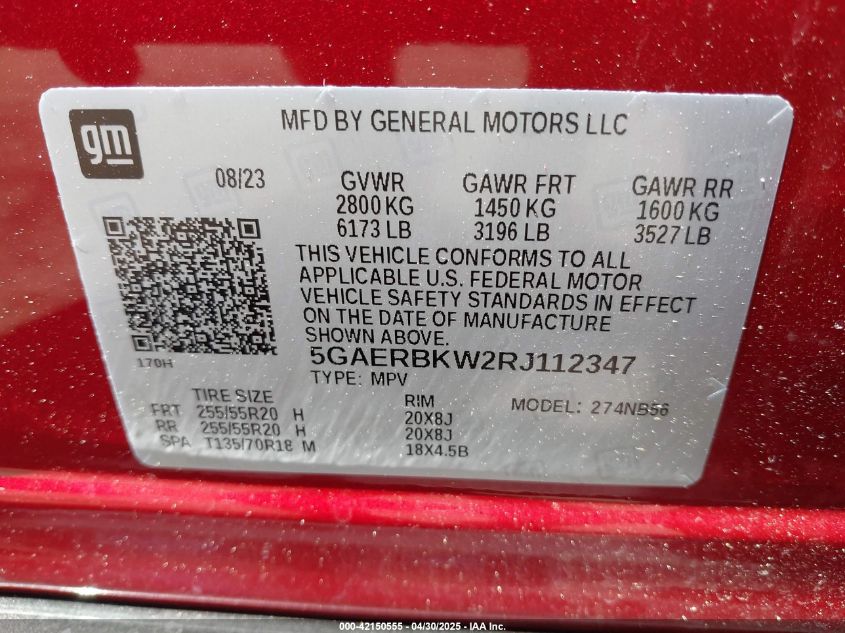 gm
MFD BY GENERAL MOTORS LLC
08/23 GVWR GAWR FRT GAWR RR
2800 KG 1450 KG 1600 KG
6173 LB 3196 LB 3527 LB
THIS VEHICLE CONFORMS TO ALL
APPLICABLE U.S. FEDERAL MOTOR
VEHICLE SAFETY STANDARDS IN EFFECT
ON THE DATE OF MANUFACTURE
SHOWN ABOVE.
170H
5GAERBKW2RJ112347
TYPE: MPV
TIRE SIZE RIM MODEL: 274NB56
FRT 255/55R20 H 20X8J
RR 255/55R20 H 20X8J
SPA T135/70R18 M 18X4.5B
000-42150555 - 04/30/2025 - IAA Inc.